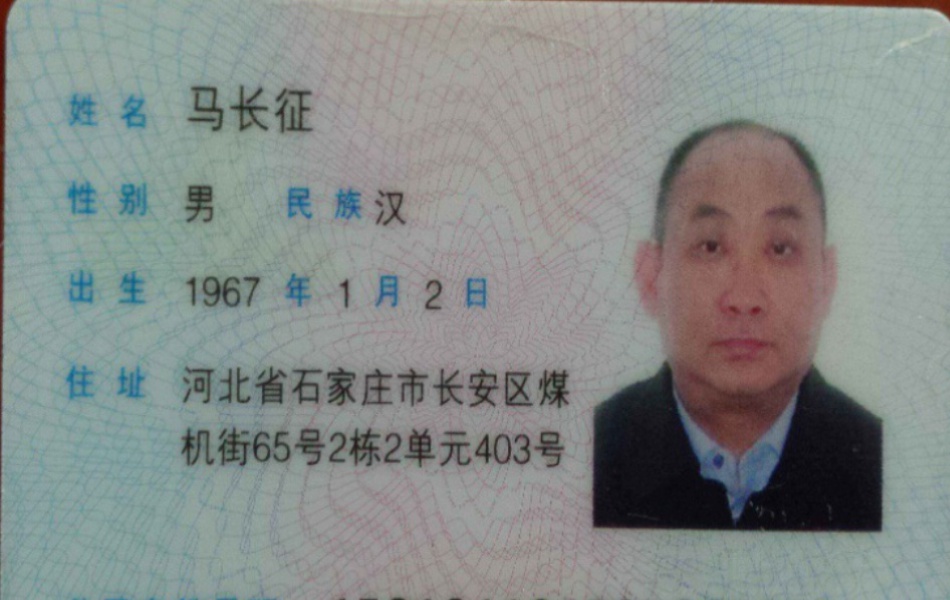 姓名 马长征
性别 男 民族 汉
出生 1967 年 1 月 2 日
住址 河北省石家庄市长安区煤
机街65号2栋2单元403号